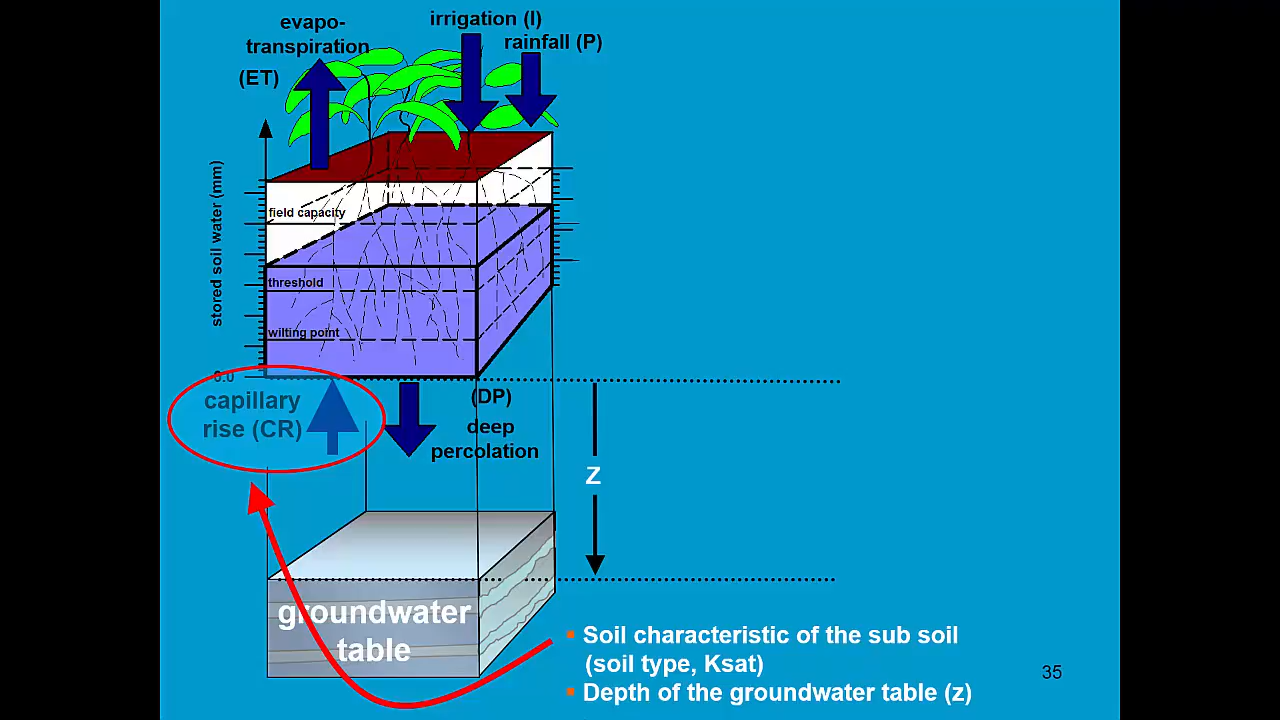 evapo-
transpiration
(ET)
irrigation (I)
rainfall (P)
stored soil water (mm)
field capacity
threshold
wilting point
0.0
capillary
rise (CR)
(DP)
deep
percolation
Z
groundwater
table
▪ Soil characteristic of the sub soil
(soil type, Ksat)
▪ Depth of the groundwater table (z)
35